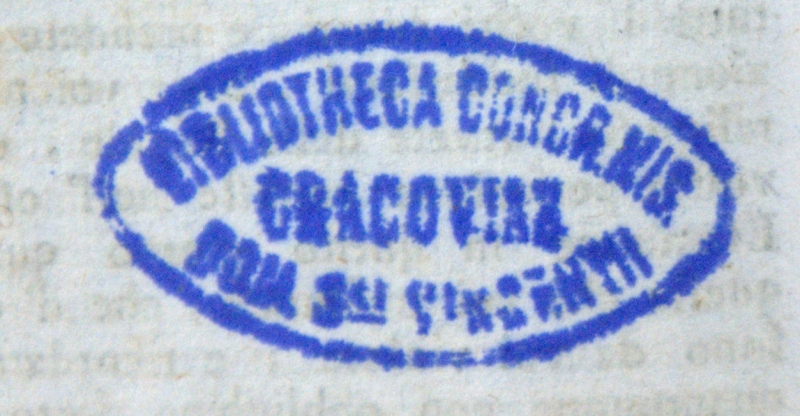 BIBLIOTHECA CONGR. MIS.
CRACOVIAE
DOM. Sti VINCENTII